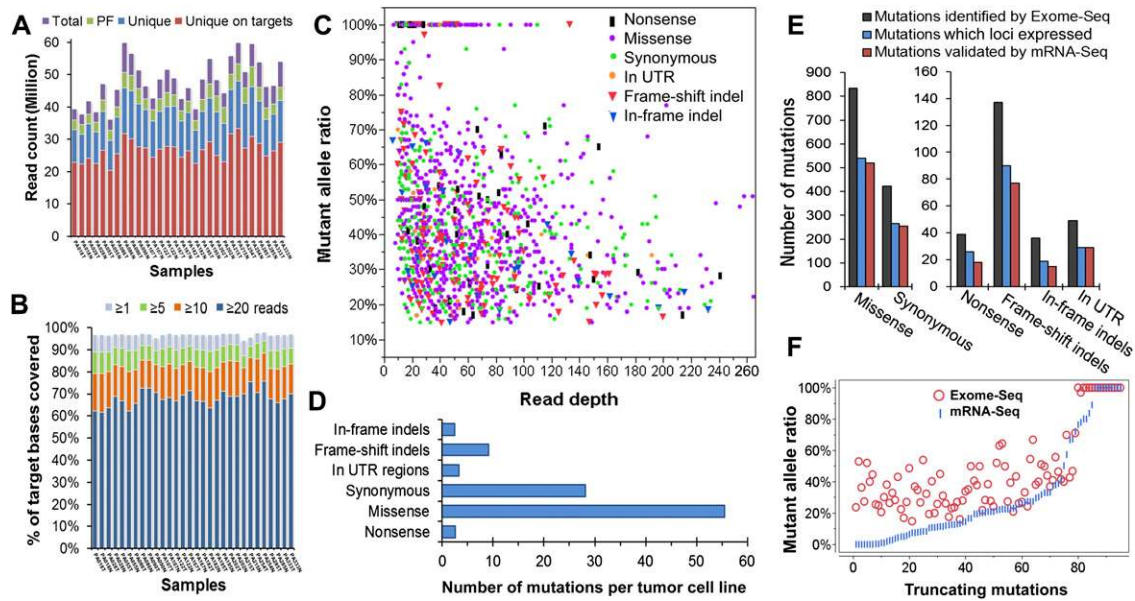 A
Total PF Unique Unique on targets
Read count (Million)
60
50
40
30
20
10
0
Samples
B
≥1 ≥5 ≥10 ≥20 reads
% of target bases covered
100%
90%
80%
70%
60%
50%
40%
30%
20%
10%
0%
Samples
C
Mutant allele ratio
100%
90%
80%
70%
60%
50%
40%
30%
20%
10%
Nonsense
Missense
Synonymous
In UTR
Frame-shift indel
In-frame indel
0 20 40 60 80 100 120 140 160 180 200 220 240 260
Read depth
D
In-frame indels
Frame-shift indels
In UTR regions
Synonymous
Missense
Nonsense
0 10 20 30 40 50 60
Number of mutations per tumor cell line
E
Mutations identified by Exome-Seq
Mutations which loci expressed
Mutations validated by mRNA-Seq
Number of mutations
900
800
700
600
500
400
300
200
100
0
Missense
Synonymous
160
140
120
100
80
60
40
20
0
Nonsense
Frame-shift indels
In-frame indels
In UTR
F
Mutant allele ratio
100%
80%
60%
40%
20%
0%
Exome-Seq
mRNA-Seq
0 20 40 60 80 100
Truncating mutations